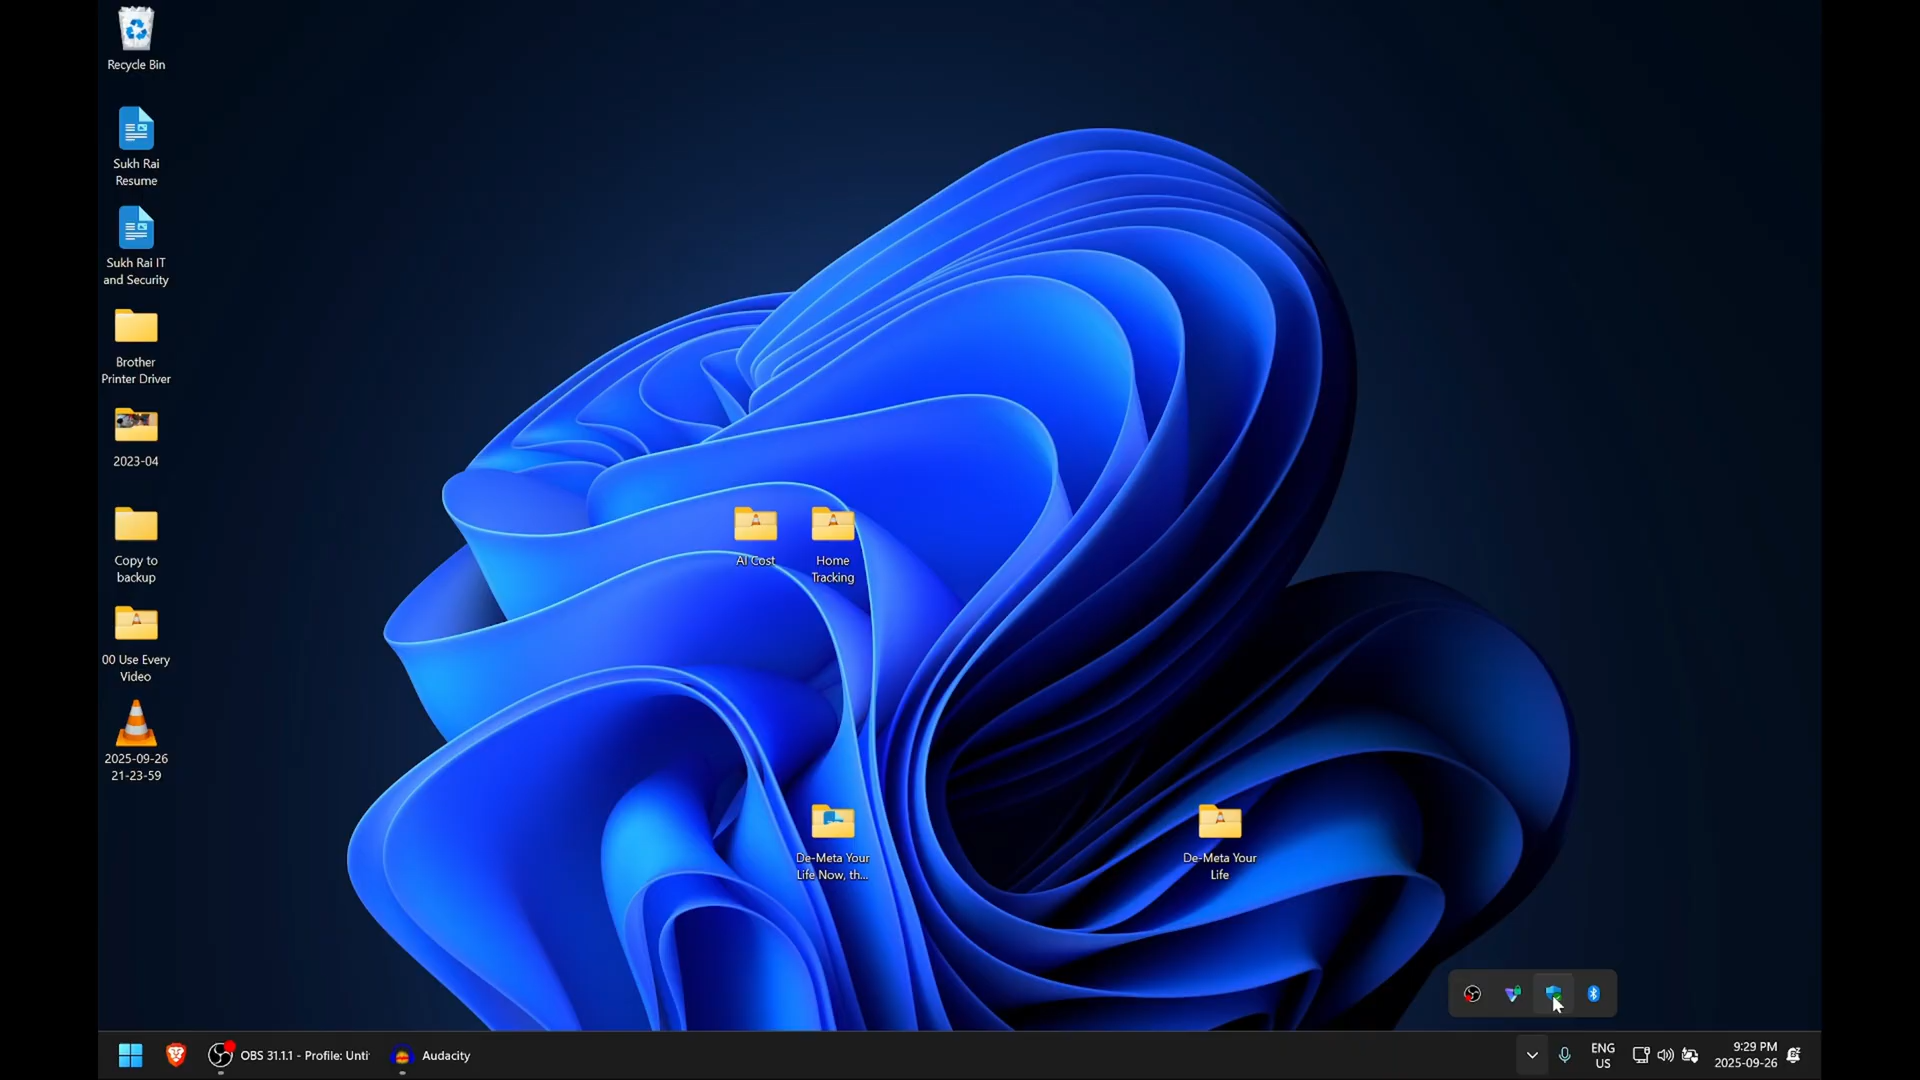 Recycle Bin
Sukh Rai
Resume
Sukh Rai IT
and Security
Brother
Printer Driver
2023-04
Copy to
backup
00 Use Every
Video
2025-09-26
21-23-59
AI Cost
Home
Tracking
De-Meta Your
Life Now, th...
De-Meta Your
Life
OBS 31.1.1 - Profile: Unti
Audacity
ENG
US
9:29 PM
2025-09-26